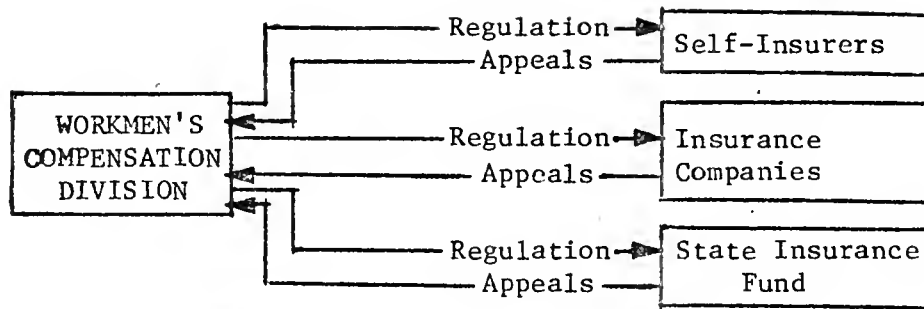 Regulation
Self-Insurers
Appeals
WORKMEN'S
COMPENSATION
DIVISION
Regulation
Insurance
Companies
Appeals
Regulation
State Insurance
Fund
Appeals